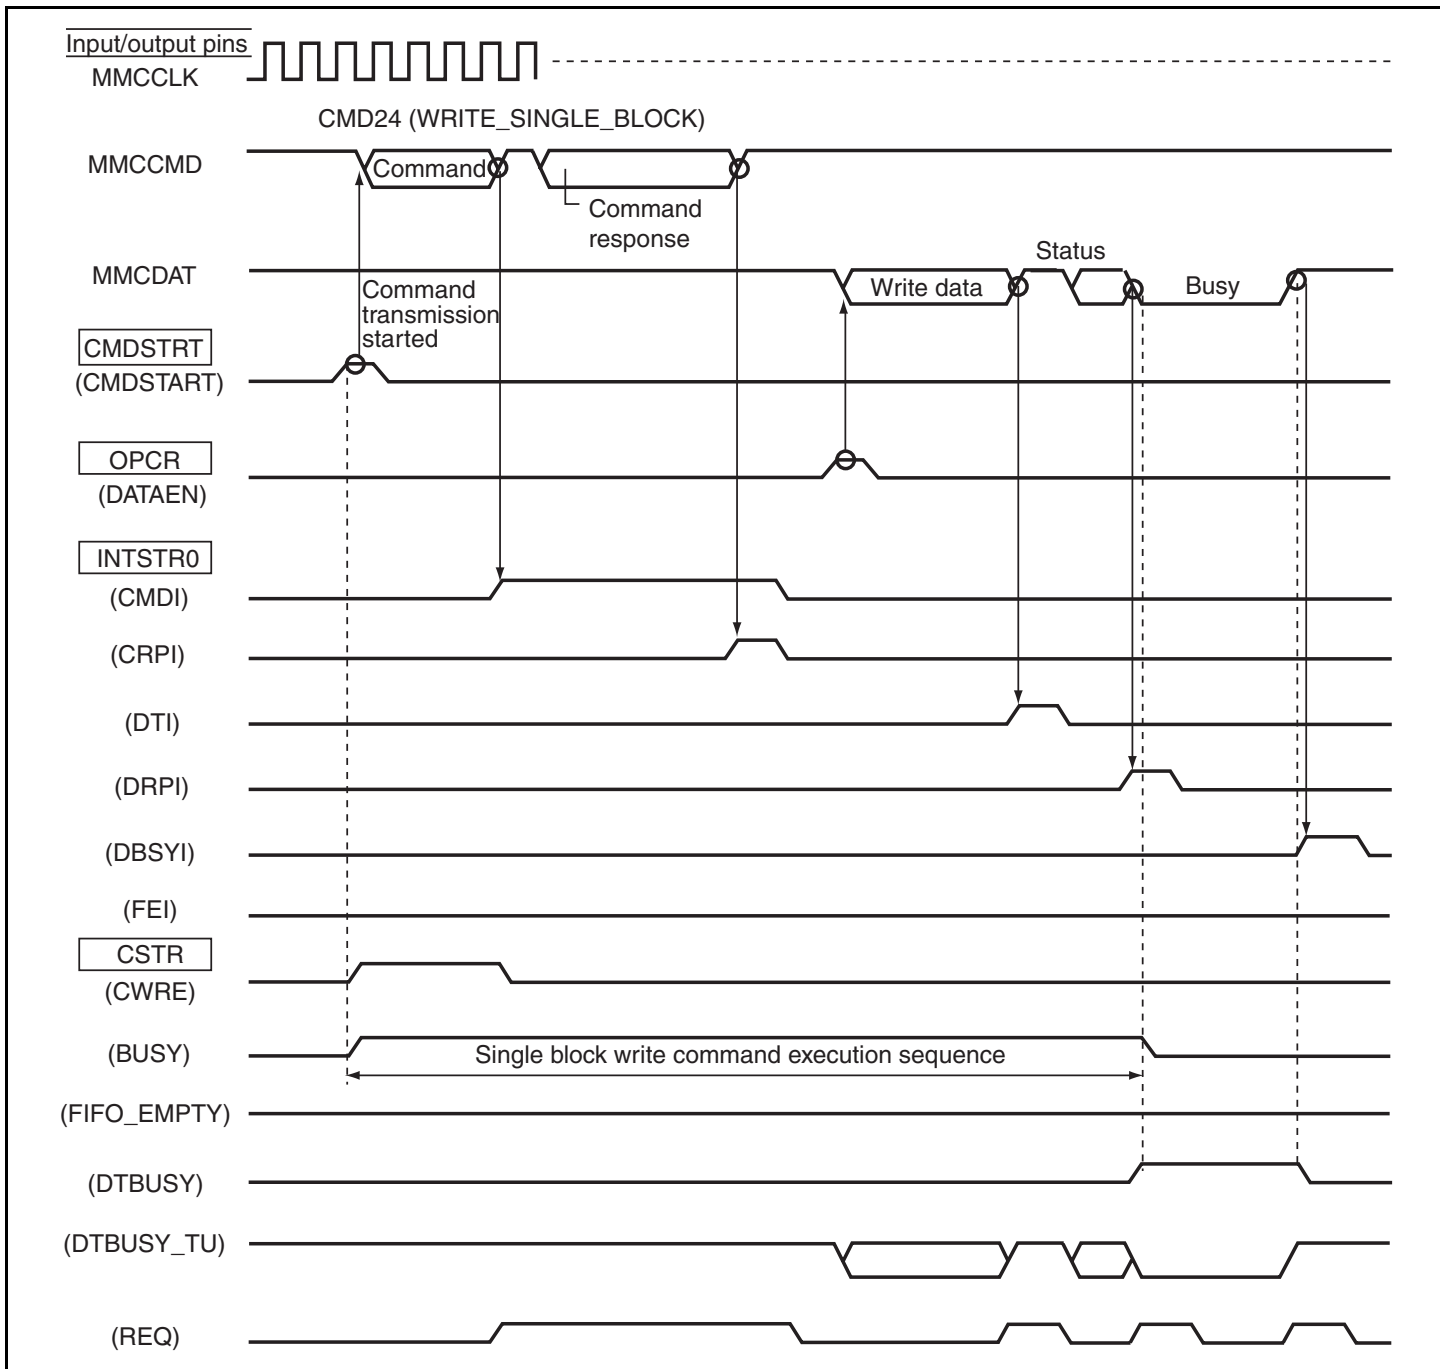 Input/output pins
MMCCLK
CMD24 (WRITE_SINGLE_BLOCK)
MMCCMD
Command
Command
response
Status
MMCDAT
Write data
Busy
Command
transmission
started
CMDSTRT
(CMDSTART)
OPCR
(DATAEN)
INTSTR0
(CMDI)
(CRPI)
(DTI)
(DRPI)
(DBSYI)
(FEI)
CSTR
(CWRE)
(BUSY)
Single block write command execution sequence
(FIFO_EMPTY)
(DTBUSY)
(DTBUSY_TU)
(REQ)